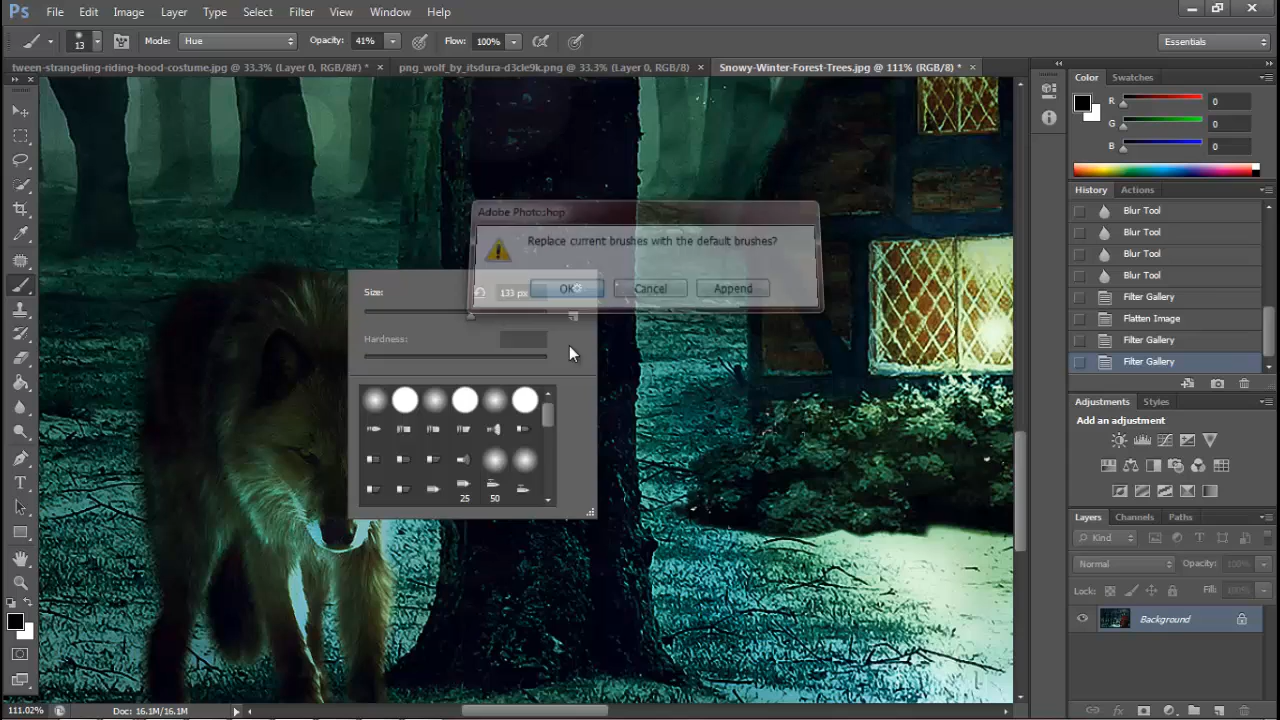 Ps File Edit Image Layer Type Select Filter View Window Help
13 Mode: Hue Opacity: 41% Flow: 100% Essentials
tween-strangeling-riding-hood-costume.jpg @ 33.3% (Layer 0, RGB/8#) * × png_wolf_by_itsdura-d3cle9k.png @ 33.3% (Layer 0, RGB/8) × Snowy-Winter-Forest-Trees.jpg @ 111% (RGB/8) * ×
Color Swatches
R 0
G 0
B 0
History Actions
Blur Tool
Blur Tool
Blur Tool
Blur Tool
Filter Gallery
Flatten Image
Filter Gallery
Filter Gallery
Adobe Photoshop
Replace current brushes with the default brushes?
OK Cancel Append
Size: 133 px
Hardness:
25 50
Adjustments Styles
Add an adjustment
Layers Channels Paths
Kind
Normal Opacity: 100%
Lock: Fill: 100%
Background
111.02% Doc: 16.1M/16.1M